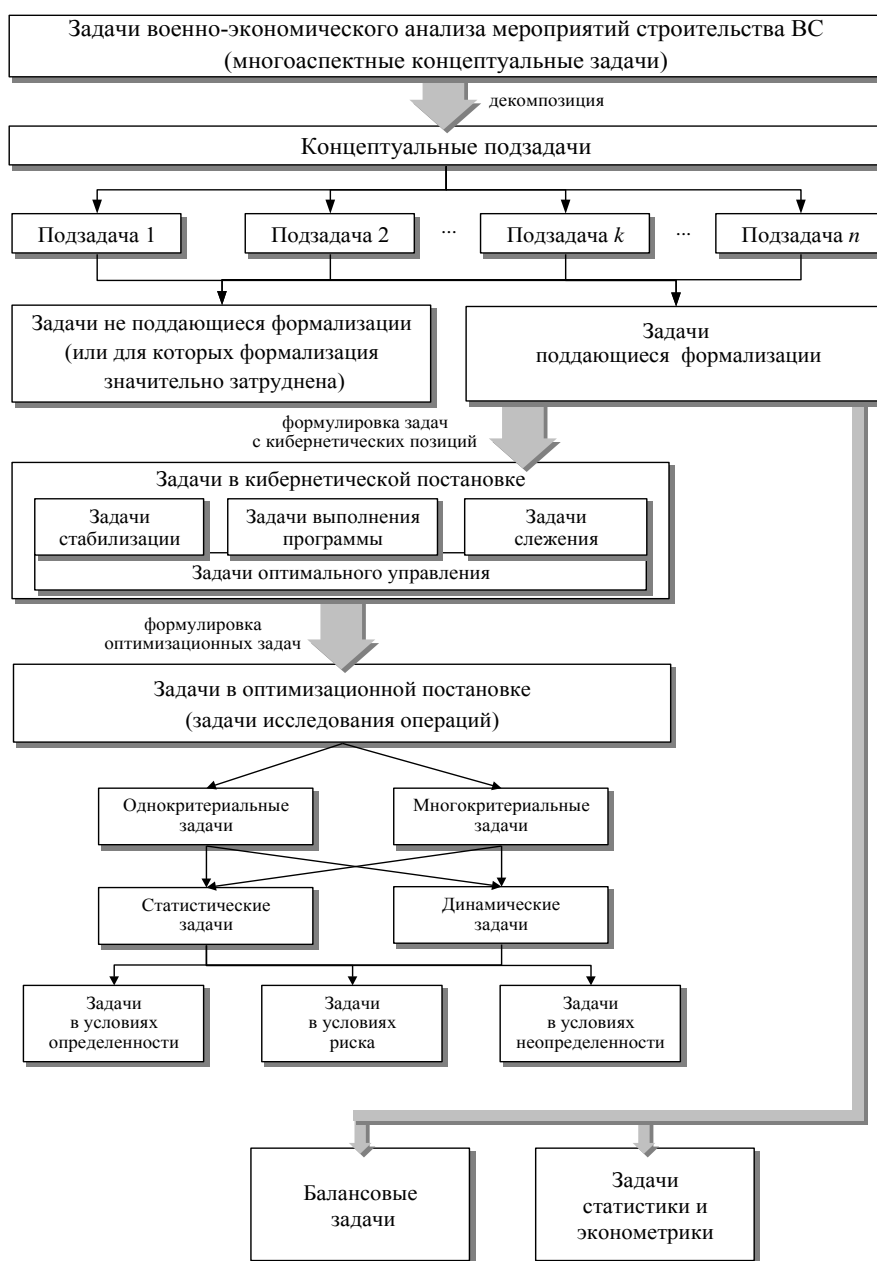 Задачи военно-экономического анализа мероприятий строительства ВС
(многоаспектные концептуальные задачи)
декомпозиция
Концептуальные подзадачи
Подзадача 1
Подзадача 2
...
Подзадача k
...
Подзадача n
Задачи не поддающиеся формализации
(или для которых формализация
значительно затруднена)
Задачи
поддающиеся формализации
формулировка задач
с кибернетических позиций
Задачи в кибернетической постановке
Задачи
стабилизации
Задачи выполнения
программы
Задачи
слежения
Задачи оптимального управления
формулировка
оптимизационных задач
Задачи в оптимизационной постановке
(задачи исследования операций)
Однокритериальные
задачи
Многокритериальные
задачи
Статистические
задачи
Динамические
задачи
Задачи
в условиях
определенности
Задачи
в условиях
риска
Задачи
в условиях
неопределенности
Балансовые
задачи
Задачи
статистики и
эконометрики